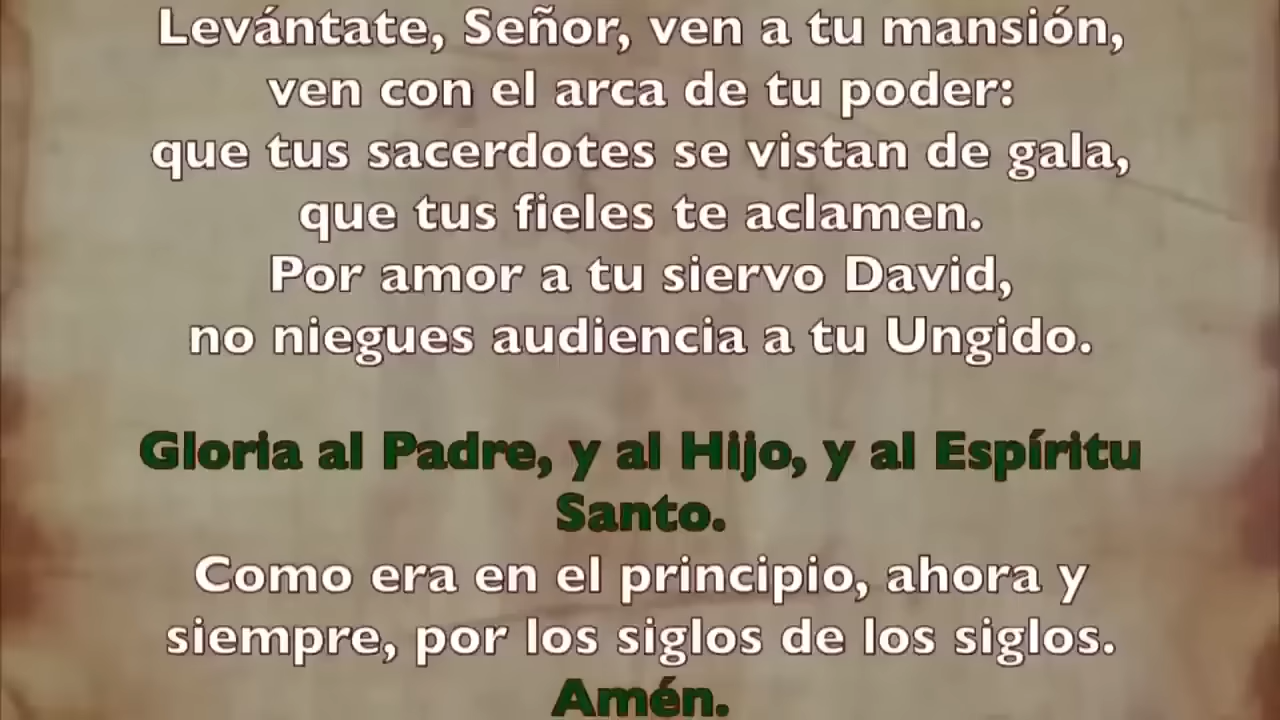 Levántate, Señor, ven a tu mansión,
ven con el arca de tu poder:
que tus sacerdotes se vistan de gala,
que tus fieles te aclamen.
Por amor a tu siervo David,
no niegues audiencia a tu Ungido.
Gloria al Padre, y al Hijo, y al Espíritu
Santo.
Como era en el principio, ahora y
siempre, por los siglos de los siglos.
Amén.